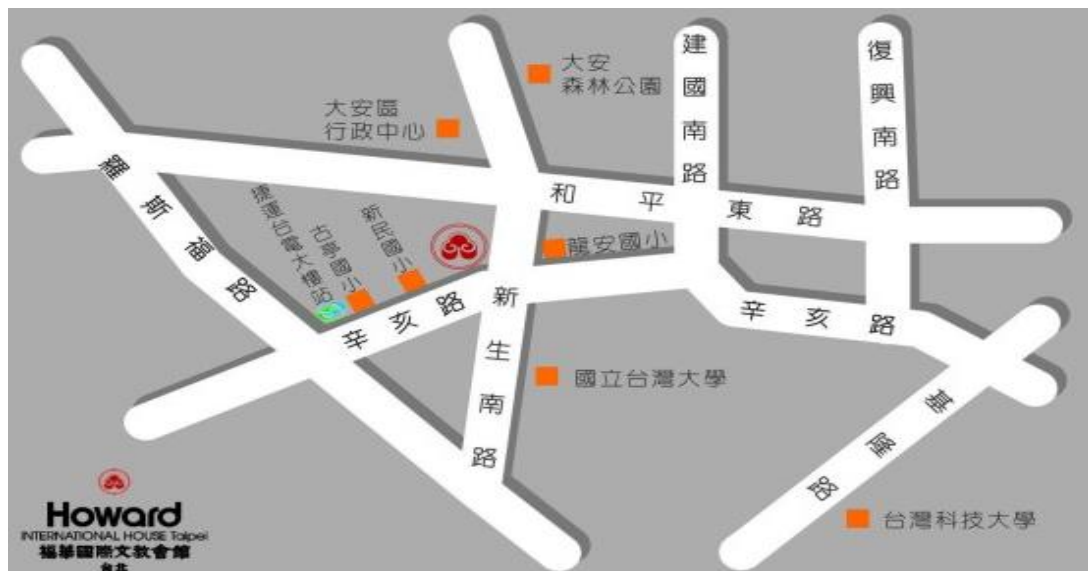 大安
森林公園
建國南路
復興南路
大安區
行政中心
羅斯福路
捷運台電大樓站
古亭國小
新民國小
和平東路
龍安國小
辛亥路
新生南路
辛亥路
國立台灣大學
基隆路
台灣科技大學
Howard
INTERNATIONAL HOUSE Taipei
福華國際文教會館
台北